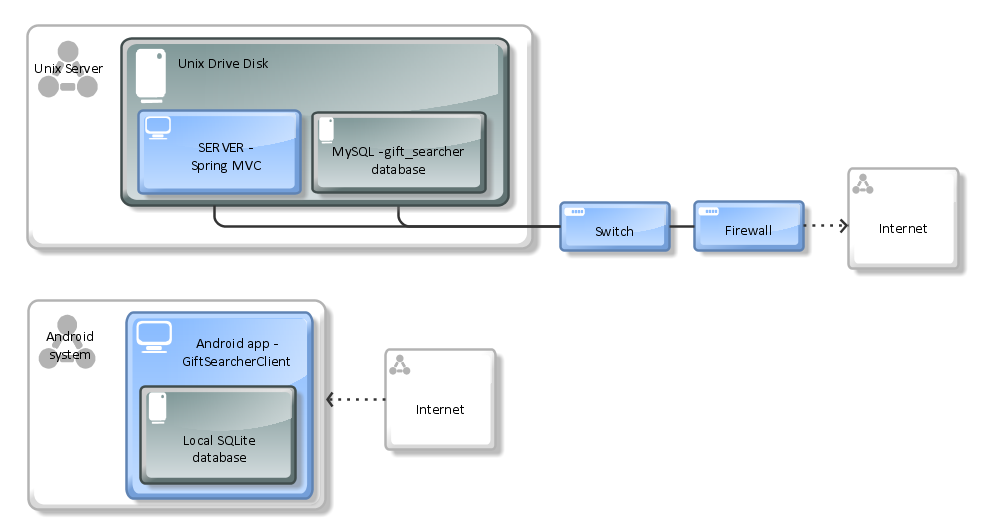 Unix Server
Unix Drive Disk
SERVER -
Spring MVC
MySQL -gift_searcher
database
Switch
Firewall
Internet
Android
system
Android app -
GiftSearcherClient
Local SQLite
database
Internet